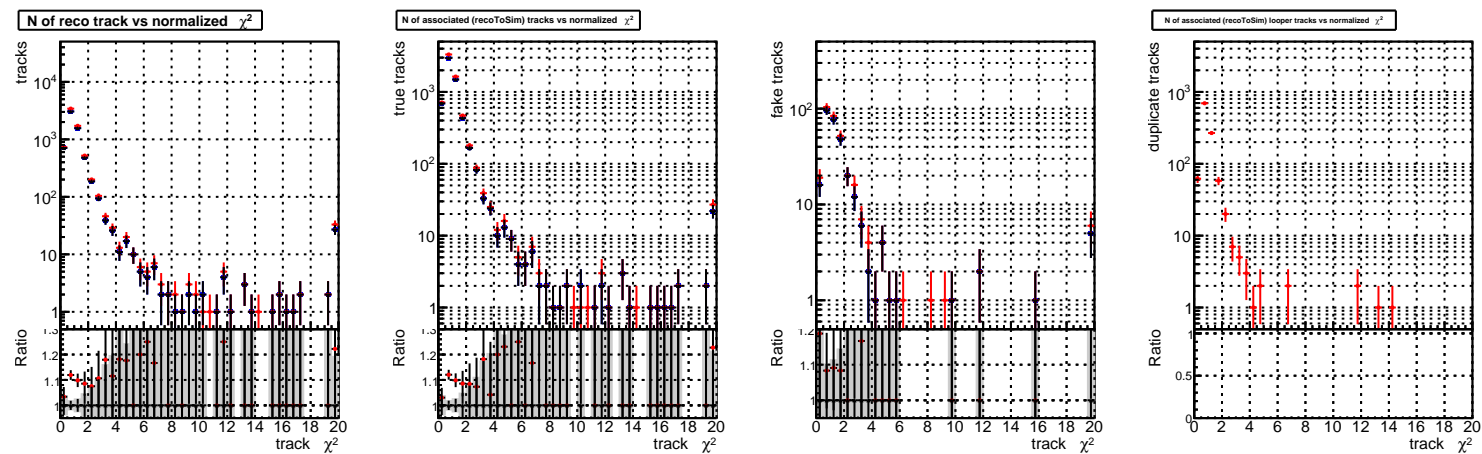 N of reco track vs normalized χ²
tracks
10⁴
10³
10²
10
1
Ratio
1.3
1.2
1.1
1
0 2 4 6 8 10 12 14 16 18 20
track χ²
N of associated (recoToSim) tracks vs normalized χ²
true tracks
10³
10²
10
1
Ratio
1.3
1.2
1.1
1
0 2 4 6 8 10 12 14 16 18 20
track χ²
fake tracks
10²
10
1
Ratio
1.2
1.1
1
0 2 4 6 8 10 12 14 16 18 20
track χ²
N of associated (recoToSim) looper tracks vs normalized χ²
duplicate tracks
10³
10²
10
1
Ratio
1
0.5
0
0 2 4 6 8 10 12 14 16 18 20
track χ²